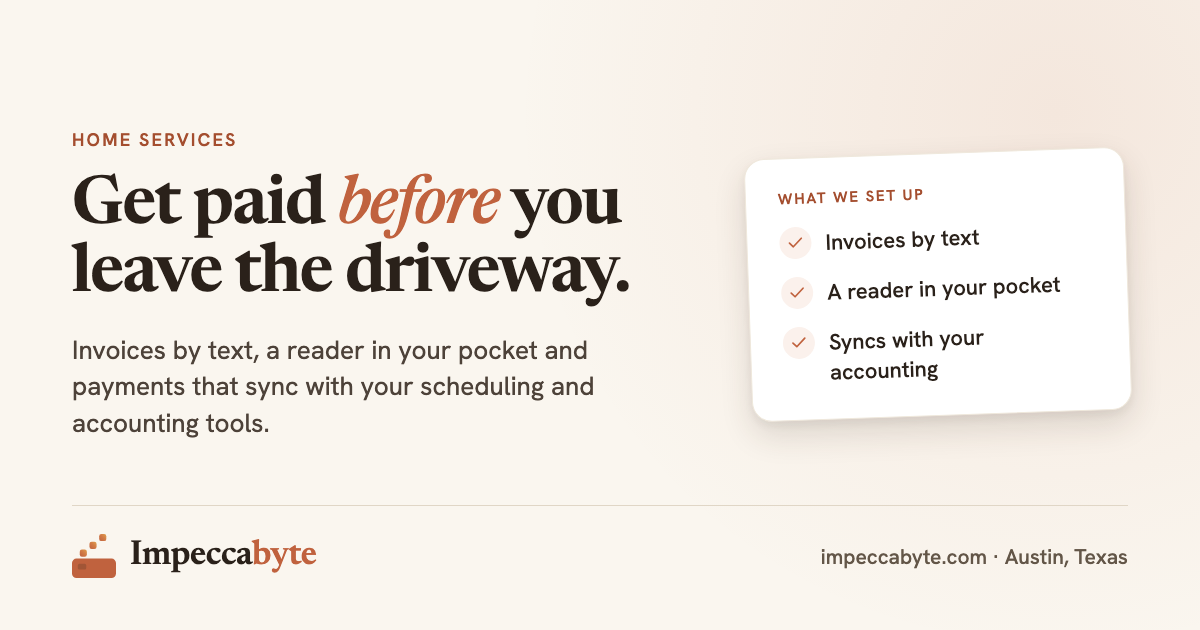 HOME SERVICES
Get paid before you
leave the driveway.
Invoices by text, a reader in your pocket and
payments that sync with your scheduling and
accounting tools.
WHAT WE SET UP
Invoices by text
A reader in your pocket
Syncs with your
accounting
Impeccabyte
impeccabyte.com · Austin, Texas